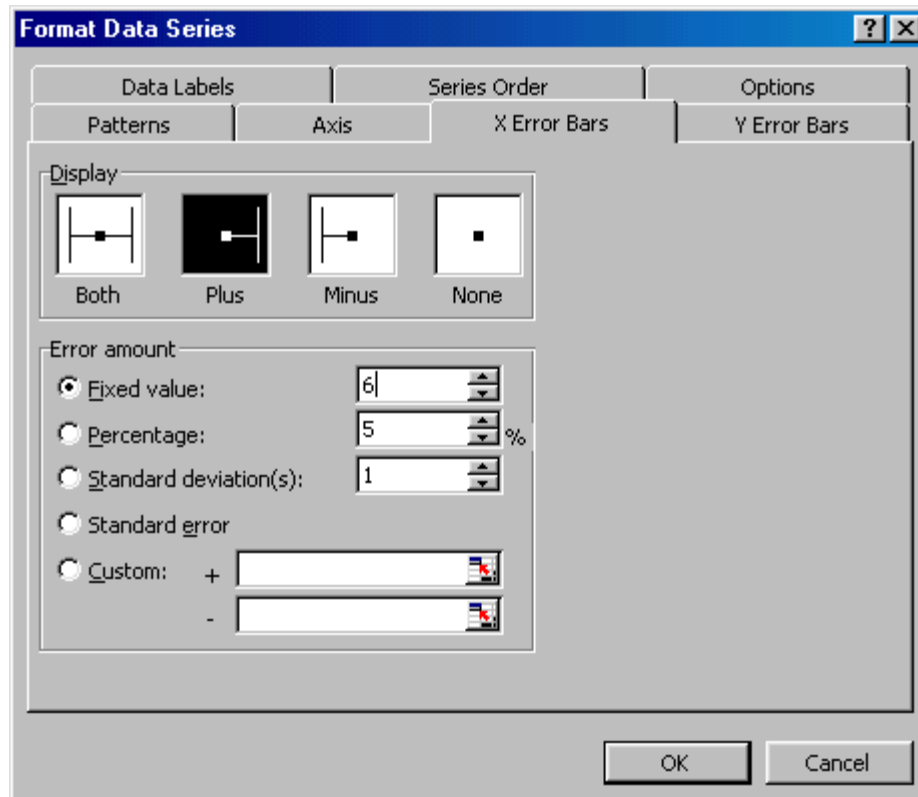 Format Data Series
Data Labels Series Order Options
Patterns Axis X Error Bars Y Error Bars
Display
Both Plus Minus None
Error amount
Fixed value: 6
Percentage: 5 %
Standard deviation(s): 1
Standard error
Custom: +
-
OK Cancel